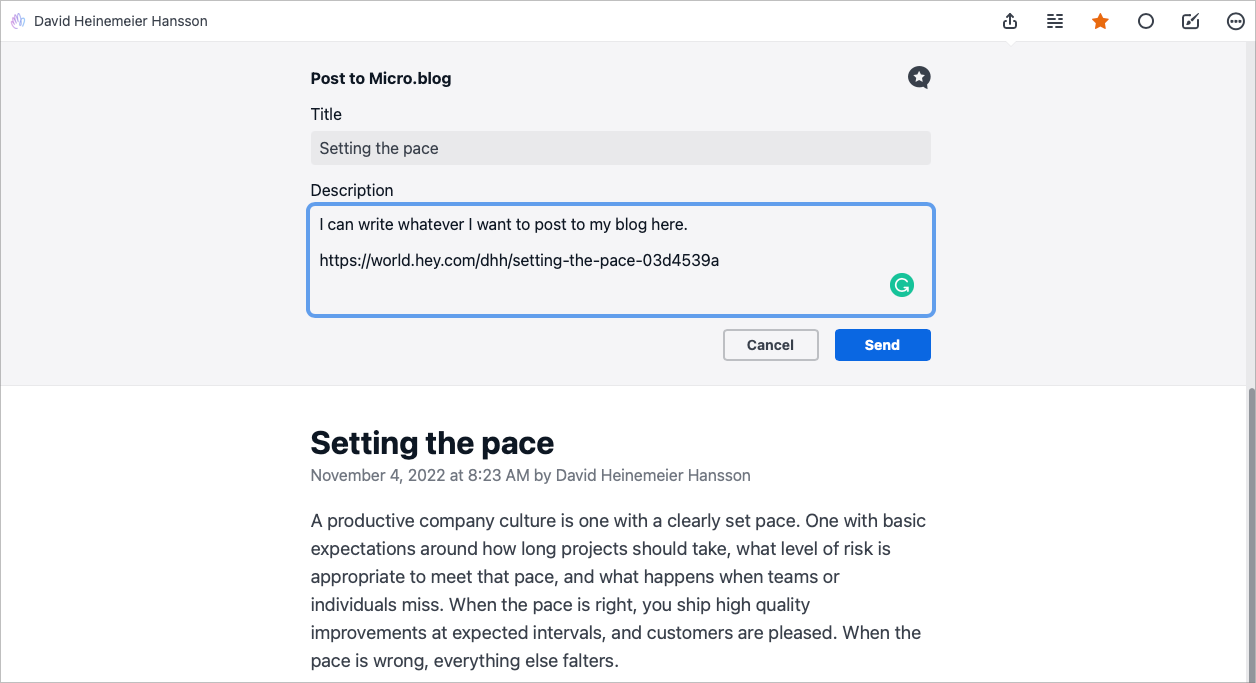 David Heinemeier Hansson
Post to Micro.blog
Title
Setting the pace
Description
I can write whatever I want to post to my blog here.
https://world.hey.com/dhh/setting-the-pace-03d4539a
Cancel
Send
Setting the pace
November 4, 2022 at 8:23 AM by David Heinemeier Hansson
A productive company culture is one with a clearly set pace. One with basic
expectations around how long projects should take, what level of risk is
appropriate to meet that pace, and what happens when teams or
individuals miss. When the pace is right, you ship high quality
improvements at expected intervals, and customers are pleased. When the
pace is wrong, everything else falters.